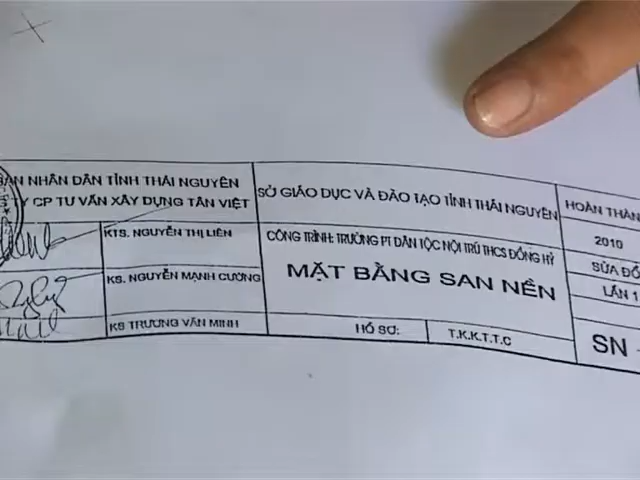 BAN NHÂN DÂN TỈNH THÁI NGUYÊN
TY CP TƯ VẤN XÂY DỰNG TÂN VIỆT
SỞ GIÁO DỤC VÀ ĐÀO TẠO TỈNH THÁI NGUYÊN
HOÀN THÀN
2010
KTS. NGUYỄN THỊ LIÊN
CÔNG TRÌNH: TRƯỜNG PT DÂN TỘC NỘI TRÚ THCS ĐỒNG HỶ
SỬA ĐỔ
LẦN 1
KS. NGUYỄN MẠNH CƯỜNG
MẶT BẰNG SAN NỀN
KS TRƯƠNG VĂN MINH
HỒ SƠ:
T.K.K.T.T.C
SN -